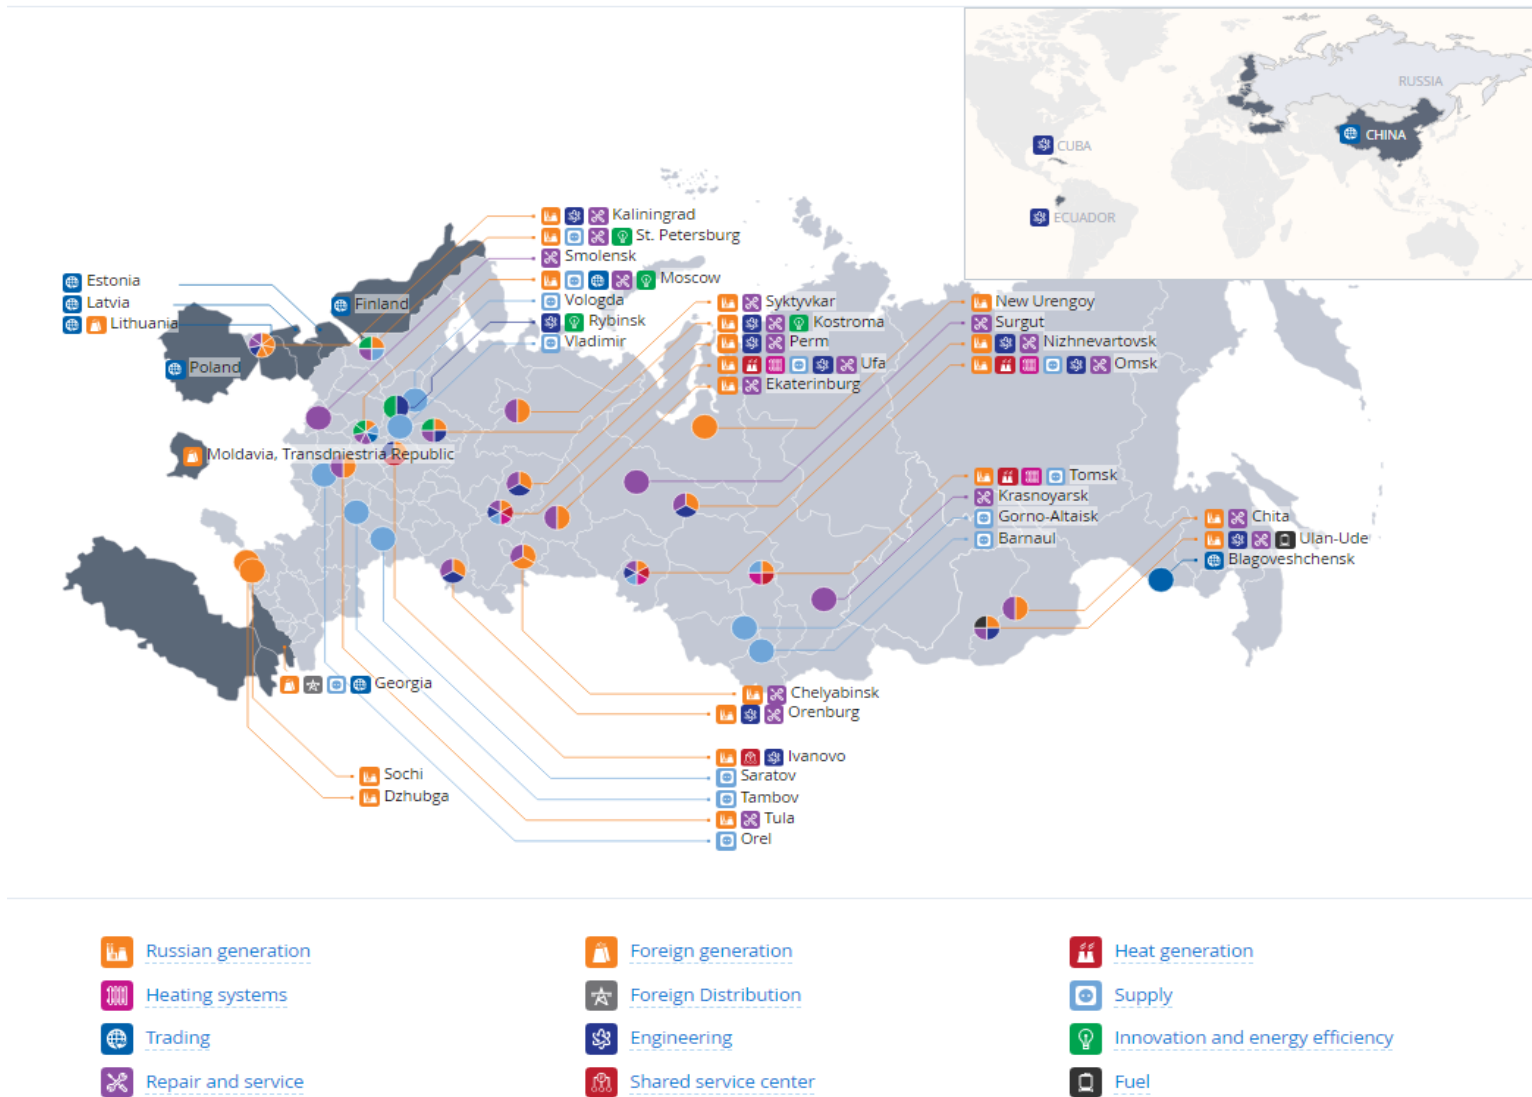 RUSSIA
CHINA
CUBA
ECUADOR
Kaliningrad
St. Petersburg
Smolensk
Moscow
Vologda
Rybinsk
Vladimir
Estonia
Latvia
Lithuania
Finland
Poland
Syktyvkar
Kostroma
Perm
Ufa
Ekaterinburg
New Urengoy
Surgut
Nizhnevartovsk
Omsk
Moldavia, Transdniestria Republic
Tomsk
Krasnoyarsk
Gorno-Altaisk
Barnaul
Chita
Ulan-Ude
Blagoveshchensk
Georgia
Chelyabinsk
Orenburg
Ivanovo
Saratov
Tambov
Tula
Orel
Sochi
Dzhubga
Russian generation
Foreign generation
Heat generation
Heating systems
Foreign Distribution
Supply
Trading
Engineering
Innovation and energy efficiency
Repair and service
Shared service center
Fuel